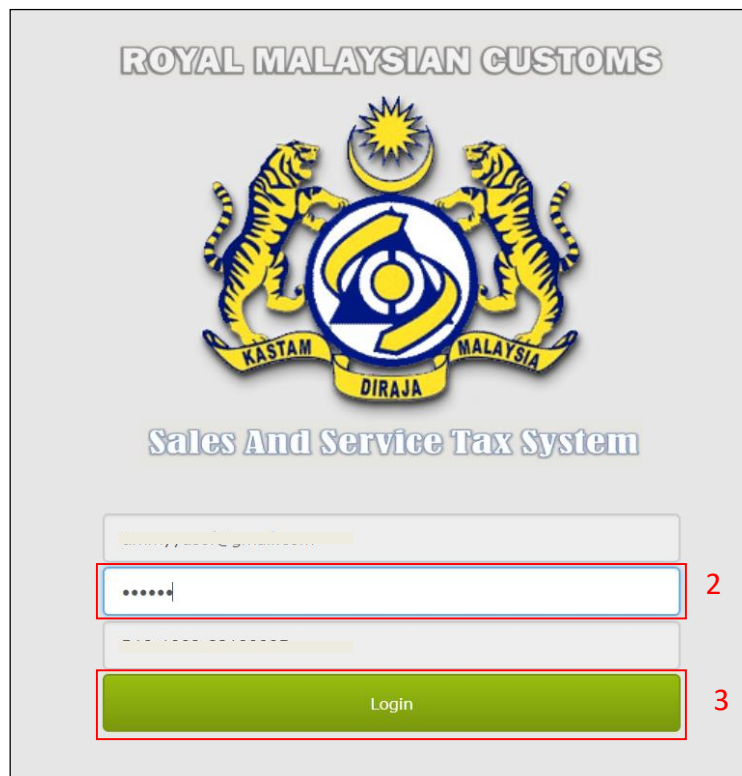 ROYAL MALAYSIAN CUSTOMS
KASTAM DIRAJA MALAYSIA
Sales And Service Tax System
••••••
2
Login
3